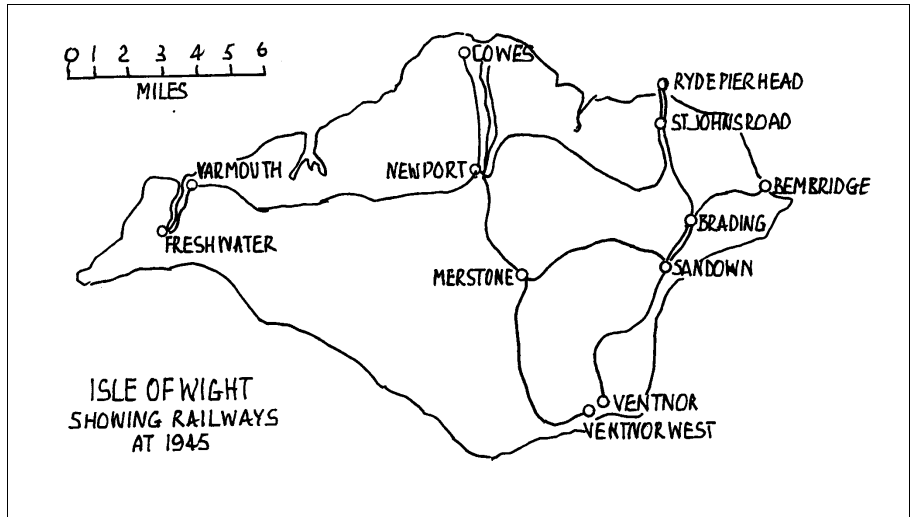 0 1 2 3 4 5 6
MILES
COWES
RYDE PIER HEAD
ST JOHNS ROAD
YARMOUTH
NEWPORT
BEMBRIDGE
FRESHWATER
BRADING
MERSTONE
SANDOWN
ISLE OF WIGHT
SHOWING RAILWAYS
AT 1945
VENTNOR
VENTNOR WEST